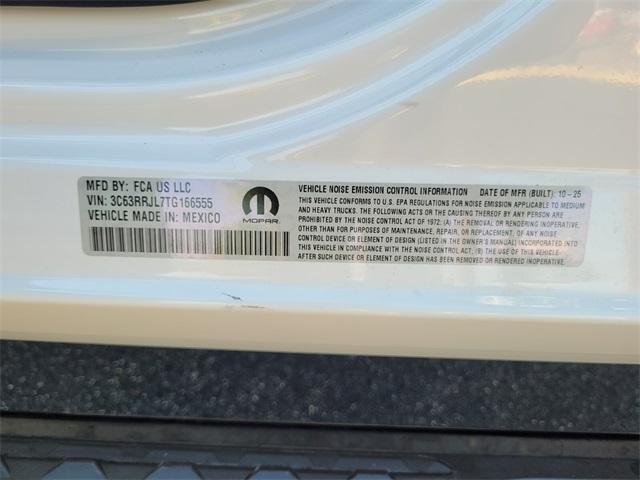 MFD BY: FCA US LLC
VIN: 3C63RRJL7TG166555
VEHICLE MADE IN: MEXICO
MOPAR
VEHICLE NOISE EMISSION CONTROL INFORMATION DATE OF MFR (BUILT): 10-25
THIS VEHICLE CONFORMS TO U.S. EPA REGULATIONS FOR NOISE EMISSION APPLICABLE TO MEDIUM
AND HEAVY TRUCKS. THE FOLLOWING ACTS OR THE CAUSING THEREOF BY ANY PERSON ARE
PROHIBITED BY THE NOISE CONTROL ACT OF 1972: (A) THE REMOVAL OR RENDERING INOPERATIVE,
OTHER THAN FOR PURPOSES OF MAINTENANCE, REPAIR, OR REPLACEMENT, OF ANY NOISE
CONTROL DEVICE OR ELEMENT OF DESIGN (LISTED IN THE OWNER'S MANUAL) INCORPORATED INTO
THIS VEHICLE IN COMPLIANCE WITH THE NOISE CONTROL ACT; (B) THE USE OF THIS VEHICLE
AFTER SUCH DEVICE OR ELEMENT OF DESIGN HAS BEEN REMOVED OR RENDERED INOPERATIVE.